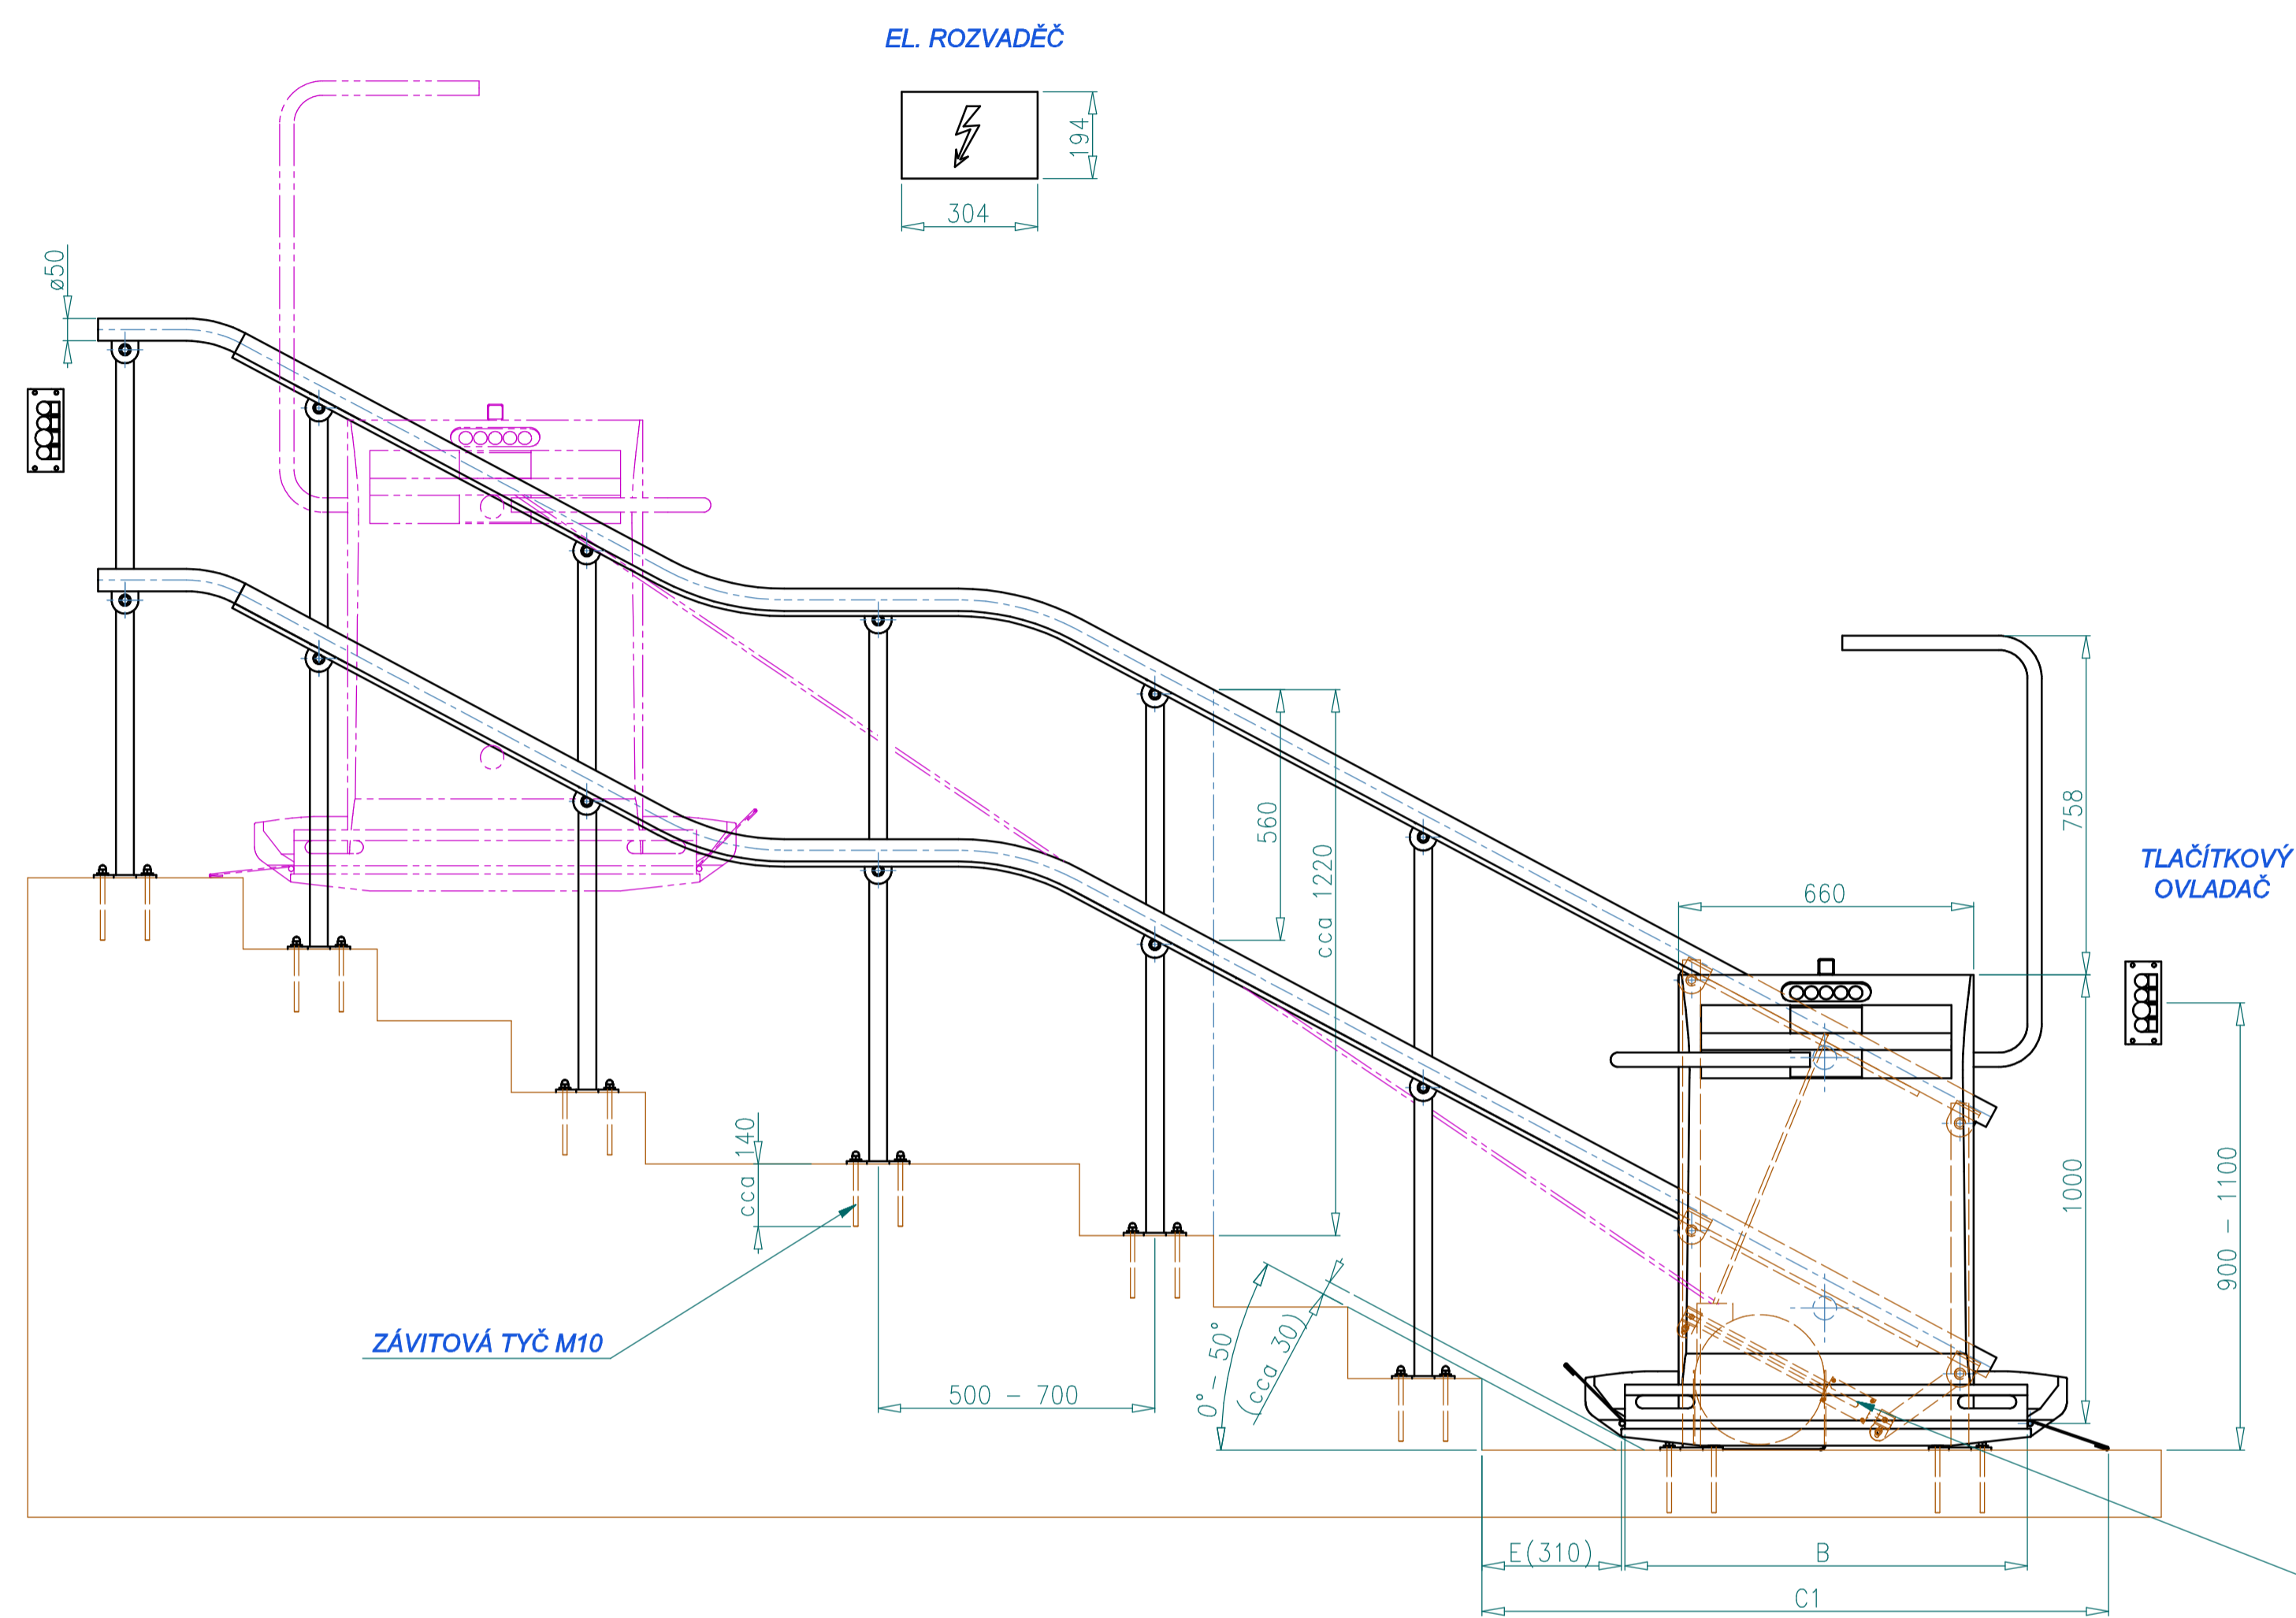 EL. ROZVADĚČ
194
304
ø50
758
560
cca 1220
660
TLAČÍTKOVÝ
OVLADAČ
1000
900 - 1100
cca 140
0° - 50°
(cca 30)
ZÁVITOVÁ TYČ M10
500 - 700
E(310)
B
C1